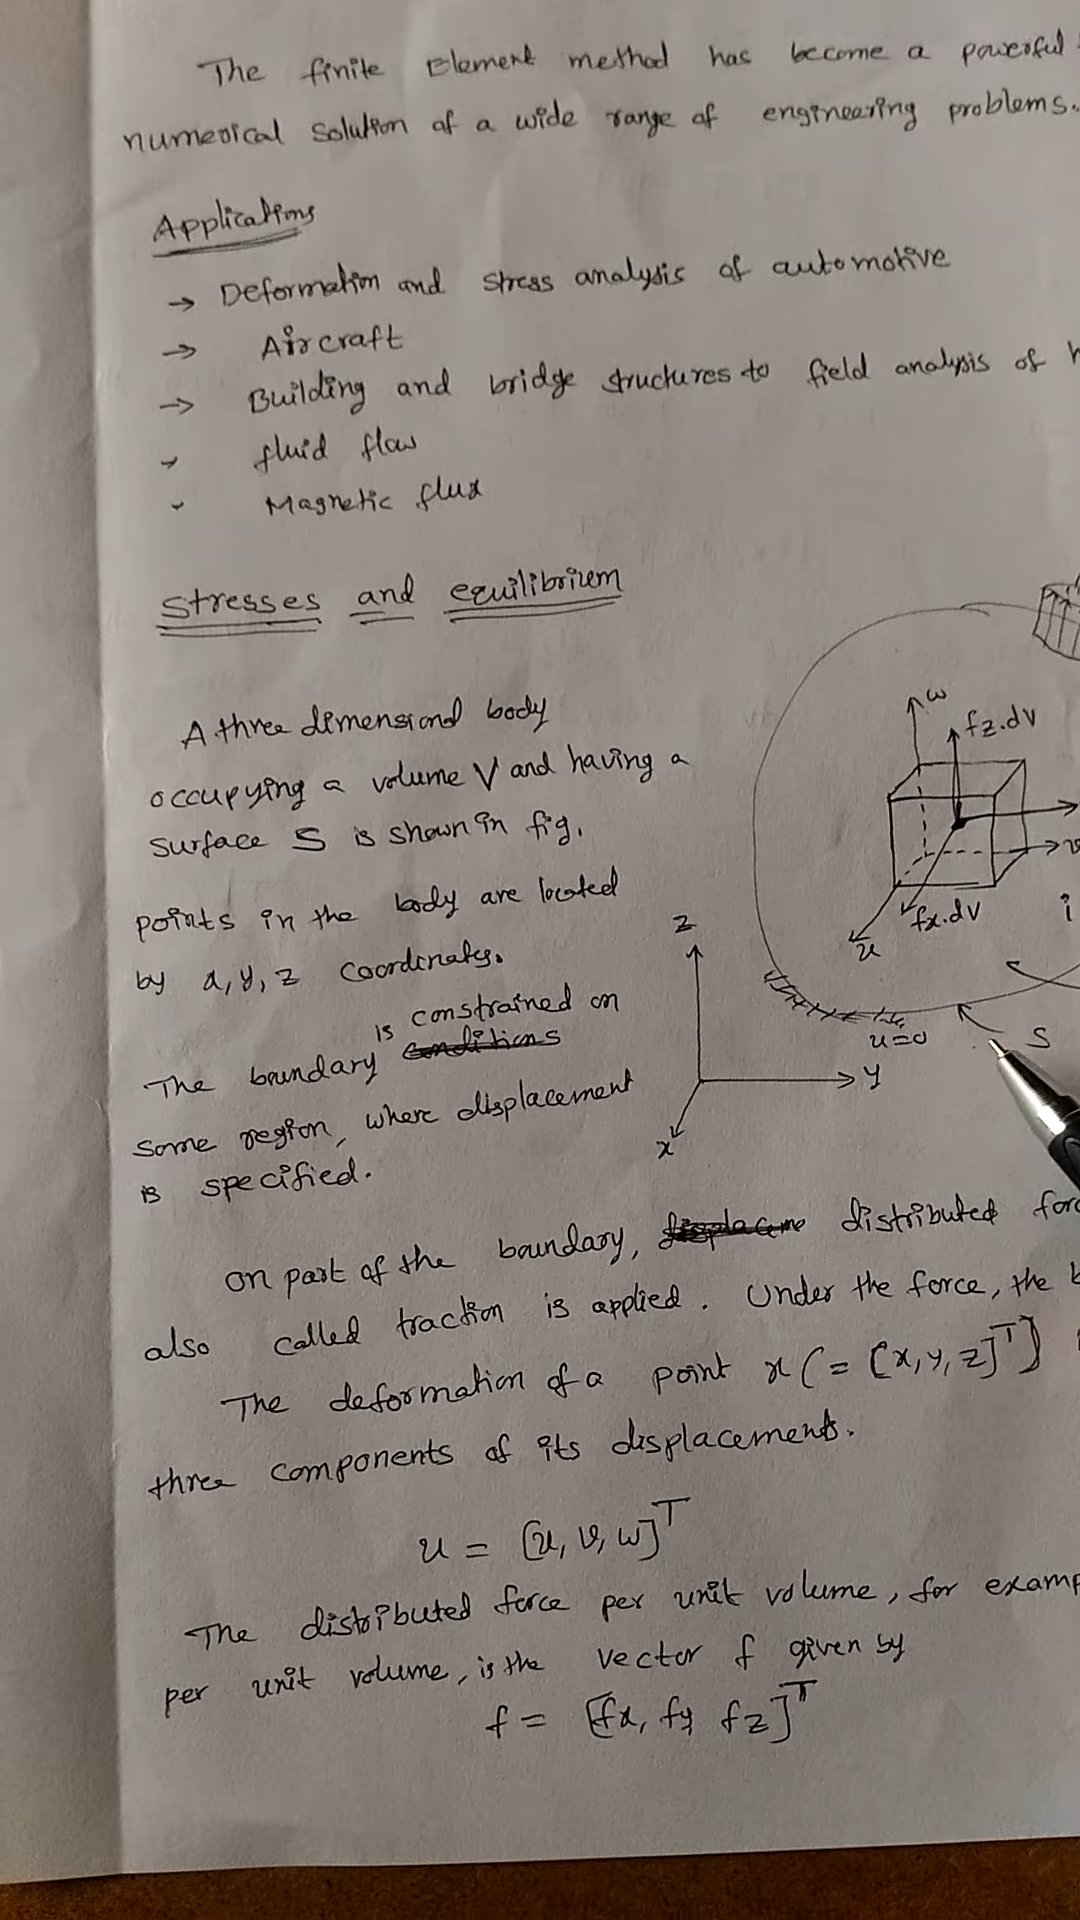 The finite Element method has become a powerful
numerical solution of a wide range of engineering problems.
Applications
→ Deformation and stress analysis of automotive
→ Aircraft
→ Building and bridge structures to field analysis of h
fluid flow
Magnetic flux
Stresses and equilibrium
A three dimensional body
occupying a volume V and having a
surface S is shown in fig.
points in the body are located
by x, y, z coordinates.
is constrained on
The boundary conditions
some region, where displacement
is specified.
w
fz.dv
v
fx.dv
u
i
u=0
S
z
y
x
on part of the boundary, displaceme distributed forc
also called traction is applied. Under the force, the b
The deformation of a point x (= [x, y, z]ᵀ)
three components of its displacements.
u = [u, v, w]ᵀ
The distributed force per unit volume, for examp
per unit volume, is the vector f given by
f = [fx, fy fz]ᵀ